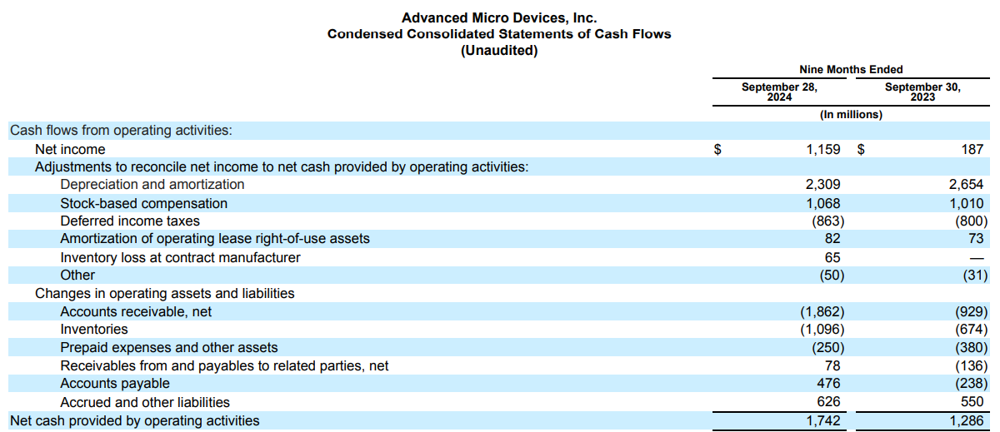 Advanced Micro Devices, Inc.
Condensed Consolidated Statements of Cash Flows
(Unaudited)
Nine Months Ended
September 28, 2024 September 30, 2023
(In millions)
Cash flows from operating activities:
Net income $ 1,159 $ 187
Adjustments to reconcile net income to net cash provided by operating activities:
Depreciation and amortization 2,309 2,654
Stock-based compensation 1,068 1,010
Deferred income taxes (863) (800)
Amortization of operating lease right-of-use assets 82 73
Inventory loss at contract manufacturer 65 —
Other (50) (31)
Changes in operating assets and liabilities
Accounts receivable, net (1,862) (929)
Inventories (1,096) (674)
Prepaid expenses and other assets (250) (380)
Receivables from and payables to related parties, net 78 (136)
Accounts payable 476 (238)
Accrued and other liabilities 626 550
Net cash provided by operating activities 1,742 1,286